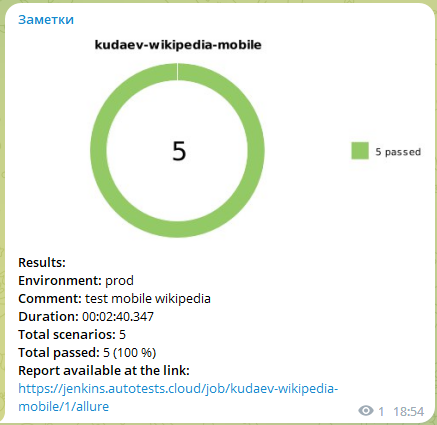 Заметки
kudaev-wikipedia-mobile
5
5 passed
Results:
Environment: prod
Comment: test mobile wikipedia
Duration: 00:02:40.347
Total scenarios: 5
Total passed: 5 (100 %)
Report available at the link:
https://jenkins.autotests.cloud/job/kudaev-wikipedia-
mobile/1/allure
1 18:54